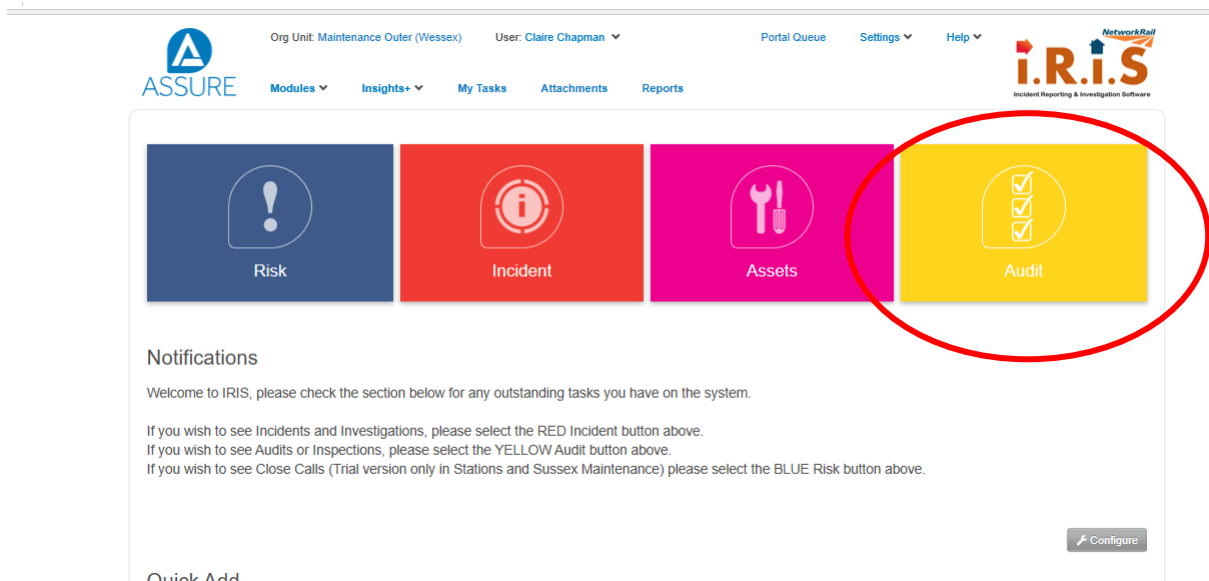 Org Unit: Maintenance Outer (Wessex) User: Claire Chapman Portal Queue Settings Help
ASSURE
Modules Insights+ My Tasks Attachments Reports
NetworkRail
i.R.i.S
Incident Reporting & Investigation Software
Risk
Incident
Assets
Audit
Notifications
Welcome to IRIS, please check the section below for any outstanding tasks you have on the system.
If you wish to see Incidents and Investigations, please select the RED Incident button above.
If you wish to see Audits or Inspections, please select the YELLOW Audit button above.
If you wish to see Close Calls (Trial version only in Stations and Sussex Maintenance) please select the BLUE Risk button above.
Configure
Quick Add